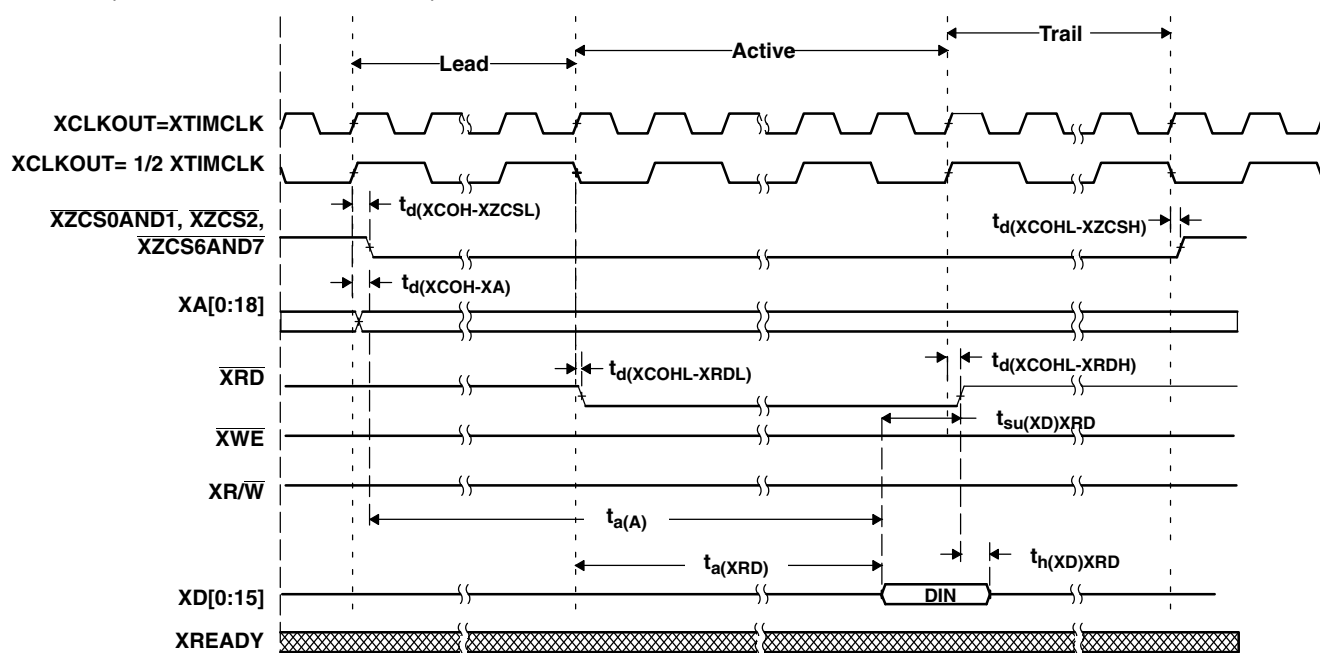 Lead
Active
Trail
XCLKOUT=XTIMCLK
XCLKOUT= 1/2 XTIMCLK
XZCS0AND1, XZCS2,
XZCS6AND7
td(XCOH-XZCSL)
td(XCOHL-XZCSH)
td(XCOH-XA)
XA[0:18]
XRD
td(XCOHL-XRDL)
td(XCOHL-XRDH)
tsu(XD)XRD
XWE
XR/W
ta(A)
ta(XRD)
th(XD)XRD
XD[0:15]
DIN
XREADY